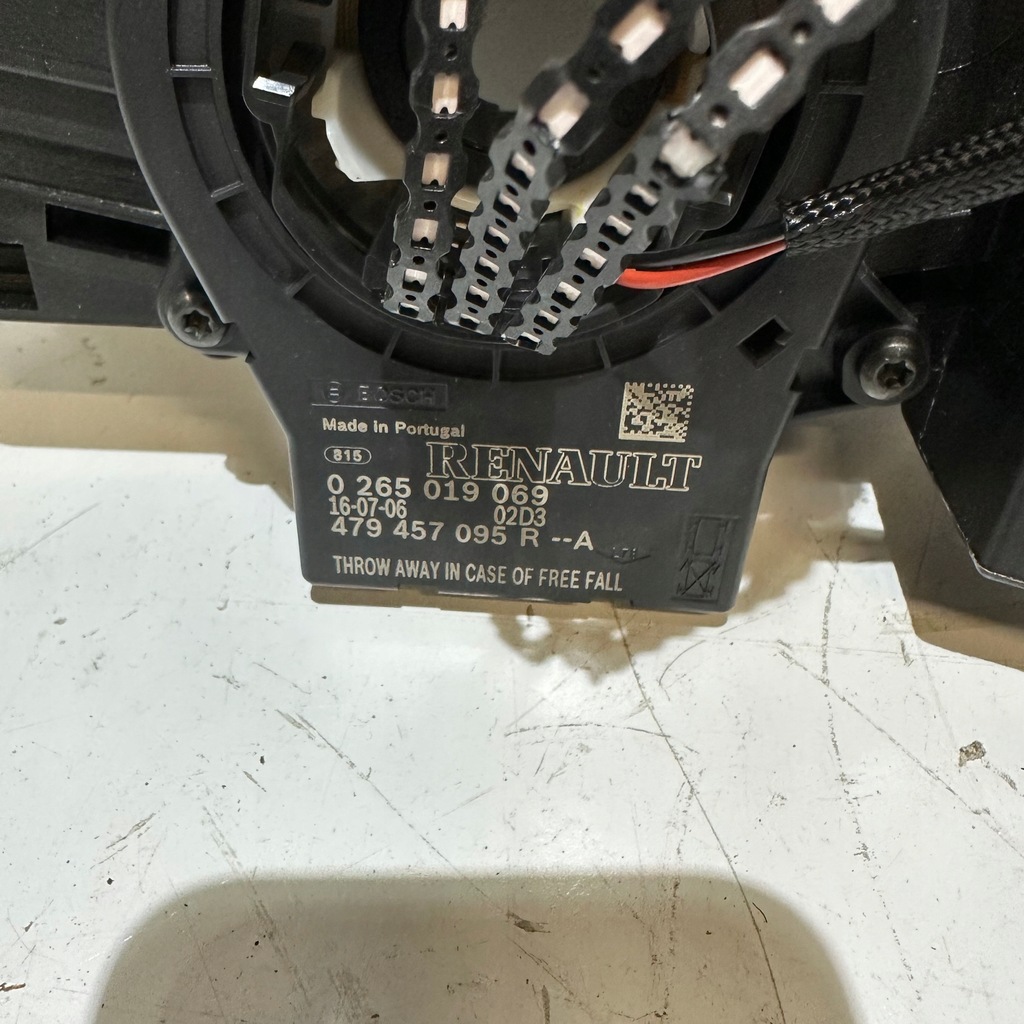 BOSCH
Made in Portugal
815
RENAULT
0 265 019 069
16-07-06 02D3
479 457 095 R --A
THROW AWAY IN CASE OF FREE FALL